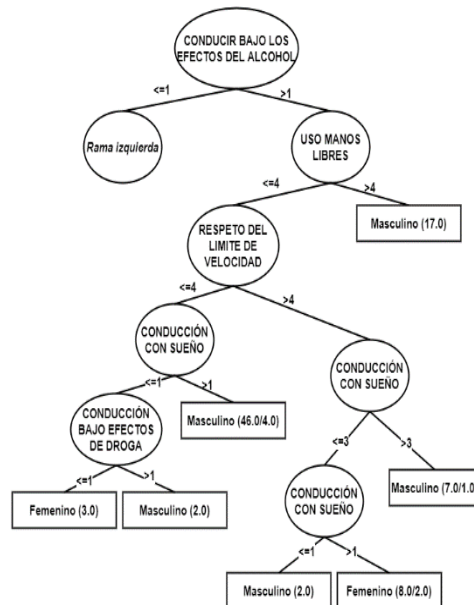 CONDUCIR BAJO LOS
EFECTOS DEL ALCOHOL
<=1
>1
Rama izquierda
USO MANOS
LIBRES
<=4
>4
RESPETO DEL
LIMITE DE
VELOCIDAD
Masculino (17.0)
<=4
>4
CONDUCCIÓN
CON SUEÑO
CONDUCCIÓN
CON SUEÑO
<=1
>1
CONDUCCIÓN
BAJO EFECTOS
DE DROGA
Masculino (46.0/4.0)
<=3
>3
<=1
>1
CONDUCCIÓN
CON SUEÑO
Masculino (7.0/1.0
Femenino (3.0)
Masculino (2.0)
<=1
>1
Masculino (2.0)
Femenino (8.0/2.0)